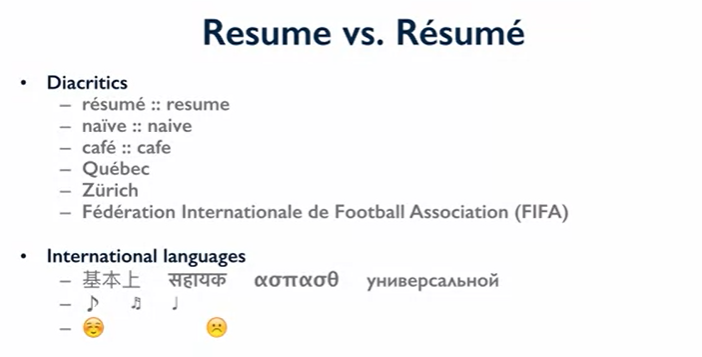 Resume vs. Résumé
• Diacritics
– résumé :: resume
– naïve :: naive
– café :: cafe
– Québec
– Zürich
– Fédération Internationale de Football Association (FIFA)
• International languages
– 基本上 सहायक ασπασθ универсальной
– ♪ ♬ ♩
– ☺️ ☹️